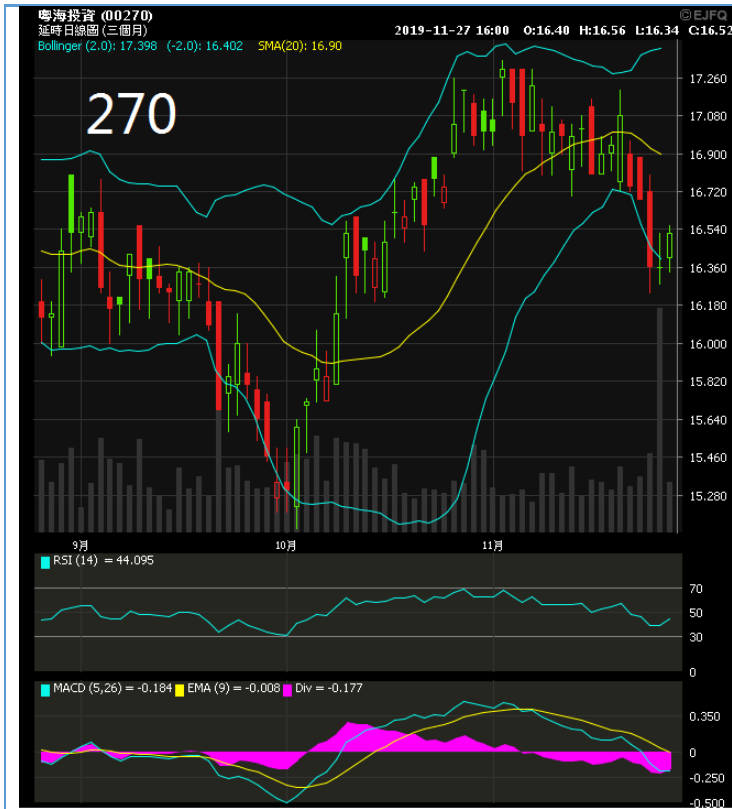 粵海投資 (00270)
©EJFQ
延時日線圖 (三個月)
2019-11-27 16:00 O:16.40 H:16.56 L:16.34 C:16.52
Bollinger (2.0): 17.398 (-2.0): 16.402 SMA(20): 16.90
270
17.260
17.080
16.900
16.720
16.540
16.360
16.180
16.000
15.820
15.640
15.460
15.280
9月 10月 11月
RSI (14) = 44.095
70
50
30
0
MACD (5,26) = -0.184 EMA (9) = -0.008 Div = -0.177
0.350
0
-0.250
-0.500